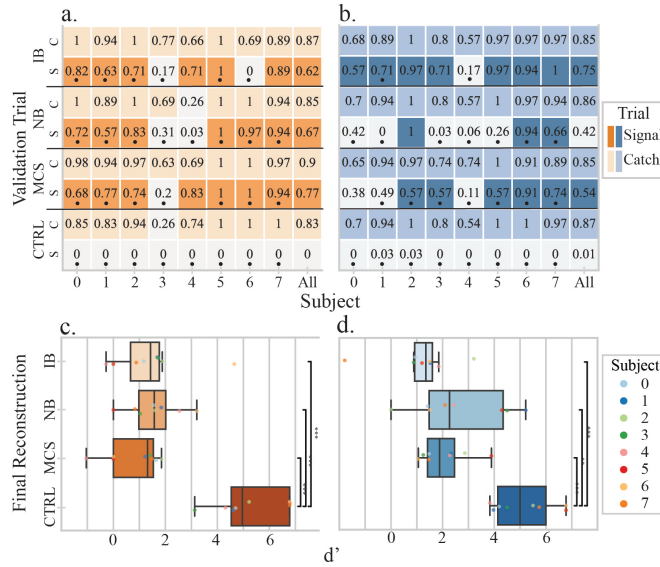 a.
b.
IB
C
1 0.94 1 0.77 0.66 1 0.69 0.89 0.87
0.68 0.89 1 0.8 0.57 0.97 0.97 0.97 0.85
S
0.82 0.63 0.71 0.17 0.71 1 0 0.89 0.62
0.57 0.71 0.97 0.71 0.17 0.97 0.94 1 0.75
NB
C
1 0.89 1 0.69 0.26 1 1 0.94 0.85
0.7 0.94 1 0.8 0.57 1 0.94 0.94 0.86
S
0.72 0.57 0.83 0.31 0.03 1 0.97 0.94 0.67
0.42 0 1 0.03 0.06 0.26 0.94 0.66 0.42
MCS
C
0.98 0.94 0.97 0.63 0.69 1 1 0.97 0.9
0.65 0.94 0.97 0.74 0.74 1 0.91 0.89 0.85
S
0.68 0.77 0.74 0.2 0.83 1 1 0.94 0.77
0.38 0.49 0.57 0.57 0.11 0.57 0.91 0.74 0.54
CTRL
C
0.85 0.83 0.94 0.26 0.74 1 1 1 0.83
0.7 0.94 1 0.8 0.54 1 1 0.97 0.87
S
0 0 0 0 0 0 0 0 0
0 0.03 0.03 0 0 0 0 0 0.01
Validation Trial
0 1 2 3 4 5 6 7 All
0 1 2 3 4 5 6 7 All
Subject
Trial
Signal
Catch
c.
d.
IB
NB
MCS
CTRL
Final Reconstruction
***
***
0 2 4 6
0 2 4 6
d'
Subject
0
1
2
3
4
5
6
7